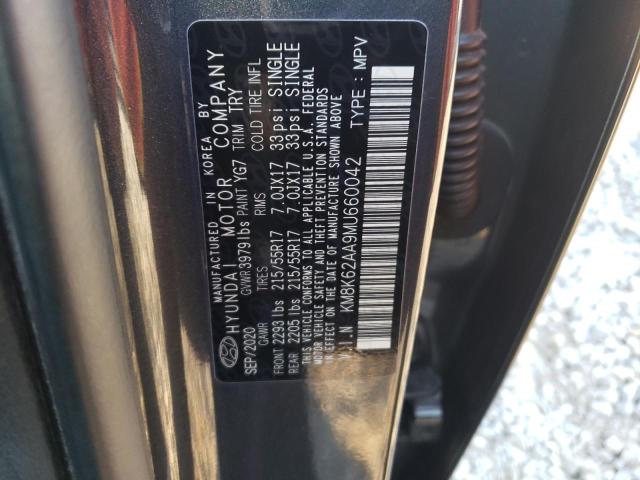 MANUFACTURED IN KOREA BY
HYUNDAI MOTOR COMPANY
SEP/2020 GVWR 3979lbs PAINT YG7 TRIM TRY
GAWR TIRES RIMS COLD TIRE INFL
FRONT 2293 lbs 215/55R17 7.0JX17 33psi SINGLE
REAR 2205 lbs 215/55R17 7.0JX17 33psi SINGLE
THIS VEHICLE CONFORMS TO ALL APPLICABLE U.S.A. FEDERAL
MOTOR VEHICLE SAFETY AND THEFT PREVENTION STANDARDS
IN EFFECT ON THE DATE OF MANUFACTURE SHOWN ABOVE
V.I.N KM8K62AA9MU660042 TYPE : MPV